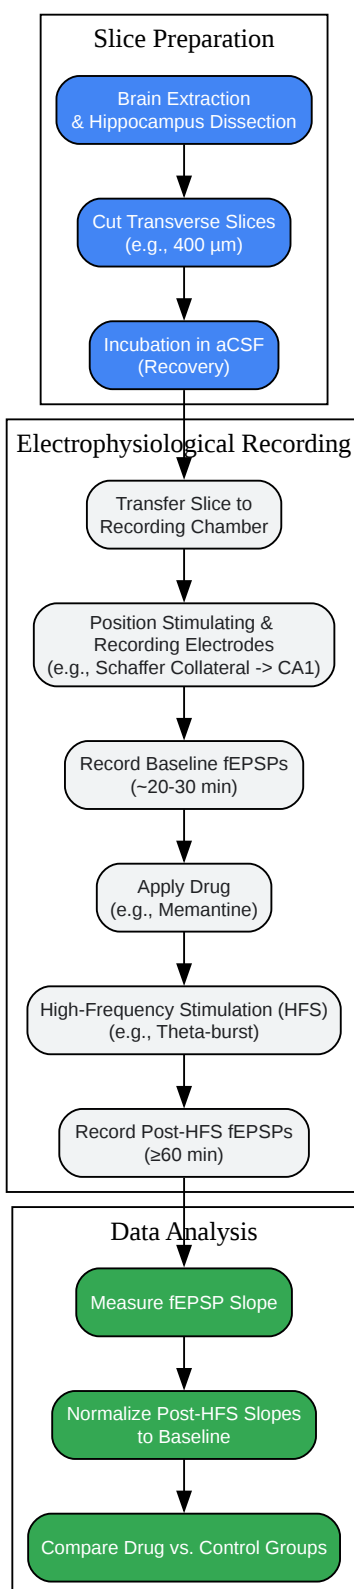 Slice Preparation
Brain Extraction
& Hippocampus Dissection
Cut Transverse Slices
(e.g., 400 µm)
Incubation in aCSF
(Recovery)
Electrophysiological Recording
Transfer Slice to
Recording Chamber
Position Stimulating &
Recording Electrodes
(e.g., Schaffer Collateral -> CA1)
Record Baseline fEPSPs
(~20-30 min)
Apply Drug
(e.g., Memantine)
High-Frequency Stimulation (HFS)
(e.g., Theta-burst)
Record Post-HFS fEPSPs
(≥60 min)
Data Analysis
Measure fEPSP Slope
Normalize Post-HFS Slopes
to Baseline
Compare Drug vs. Control Groups